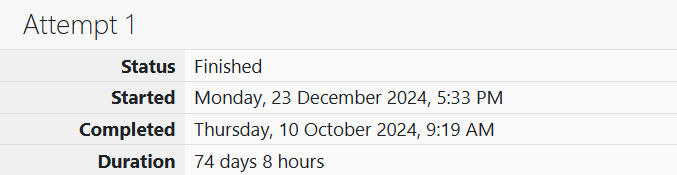 Attempt 1
Status Finished
Started Monday, 23 December 2024, 5:33 PM
Completed Thursday, 10 October 2024, 9:19 AM
Duration 74 days 8 hours